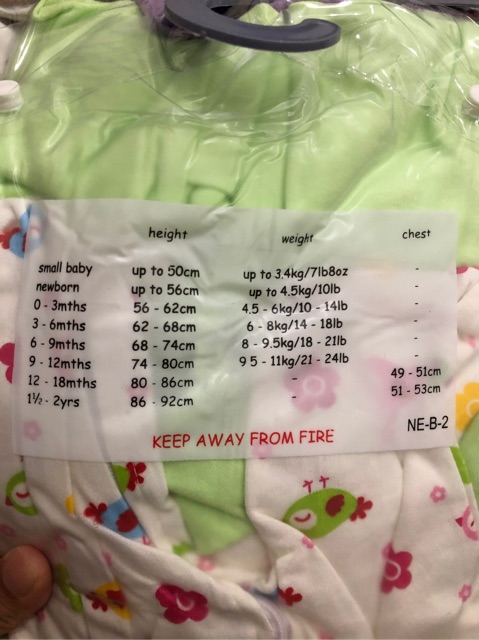 height weight chest
small baby up to 50cm up to 3.4kg/7lb8oz -
newborn up to 56cm up to 4.5kg/10lb -
0 - 3mths 56 - 62cm 4.5 - 6kg/10 - 14lb -
3 - 6mths 62 - 68cm 6 - 8kg/14 - 18lb -
6 - 9mths 68 - 74cm 8 - 9.5kg/18 - 21lb -
9 - 12mths 74 - 80cm 9 5 - 11kg/21 - 24lb -
12 - 18mths 80 - 86cm - 49 - 51cm
1½ - 2yrs 86 - 92cm - 51 - 53cm
NE-B-2
KEEP AWAY FROM FIRE